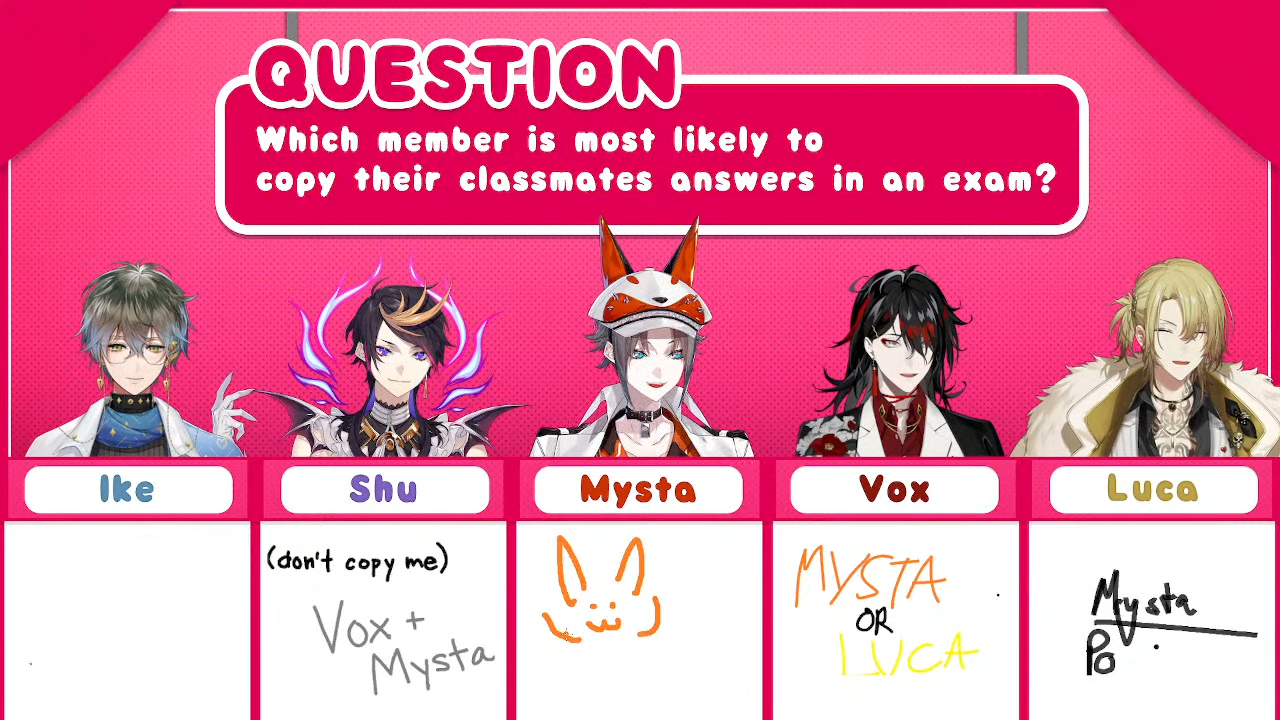 QUESTION
Which member is most likely to
copy their classmates answers in an exam?
Ike
Shu
Mysta
Vox
Luca
(don't copy me)
Vox +
Mysta
MYSTA
OR
LUCA
Mysta
Po